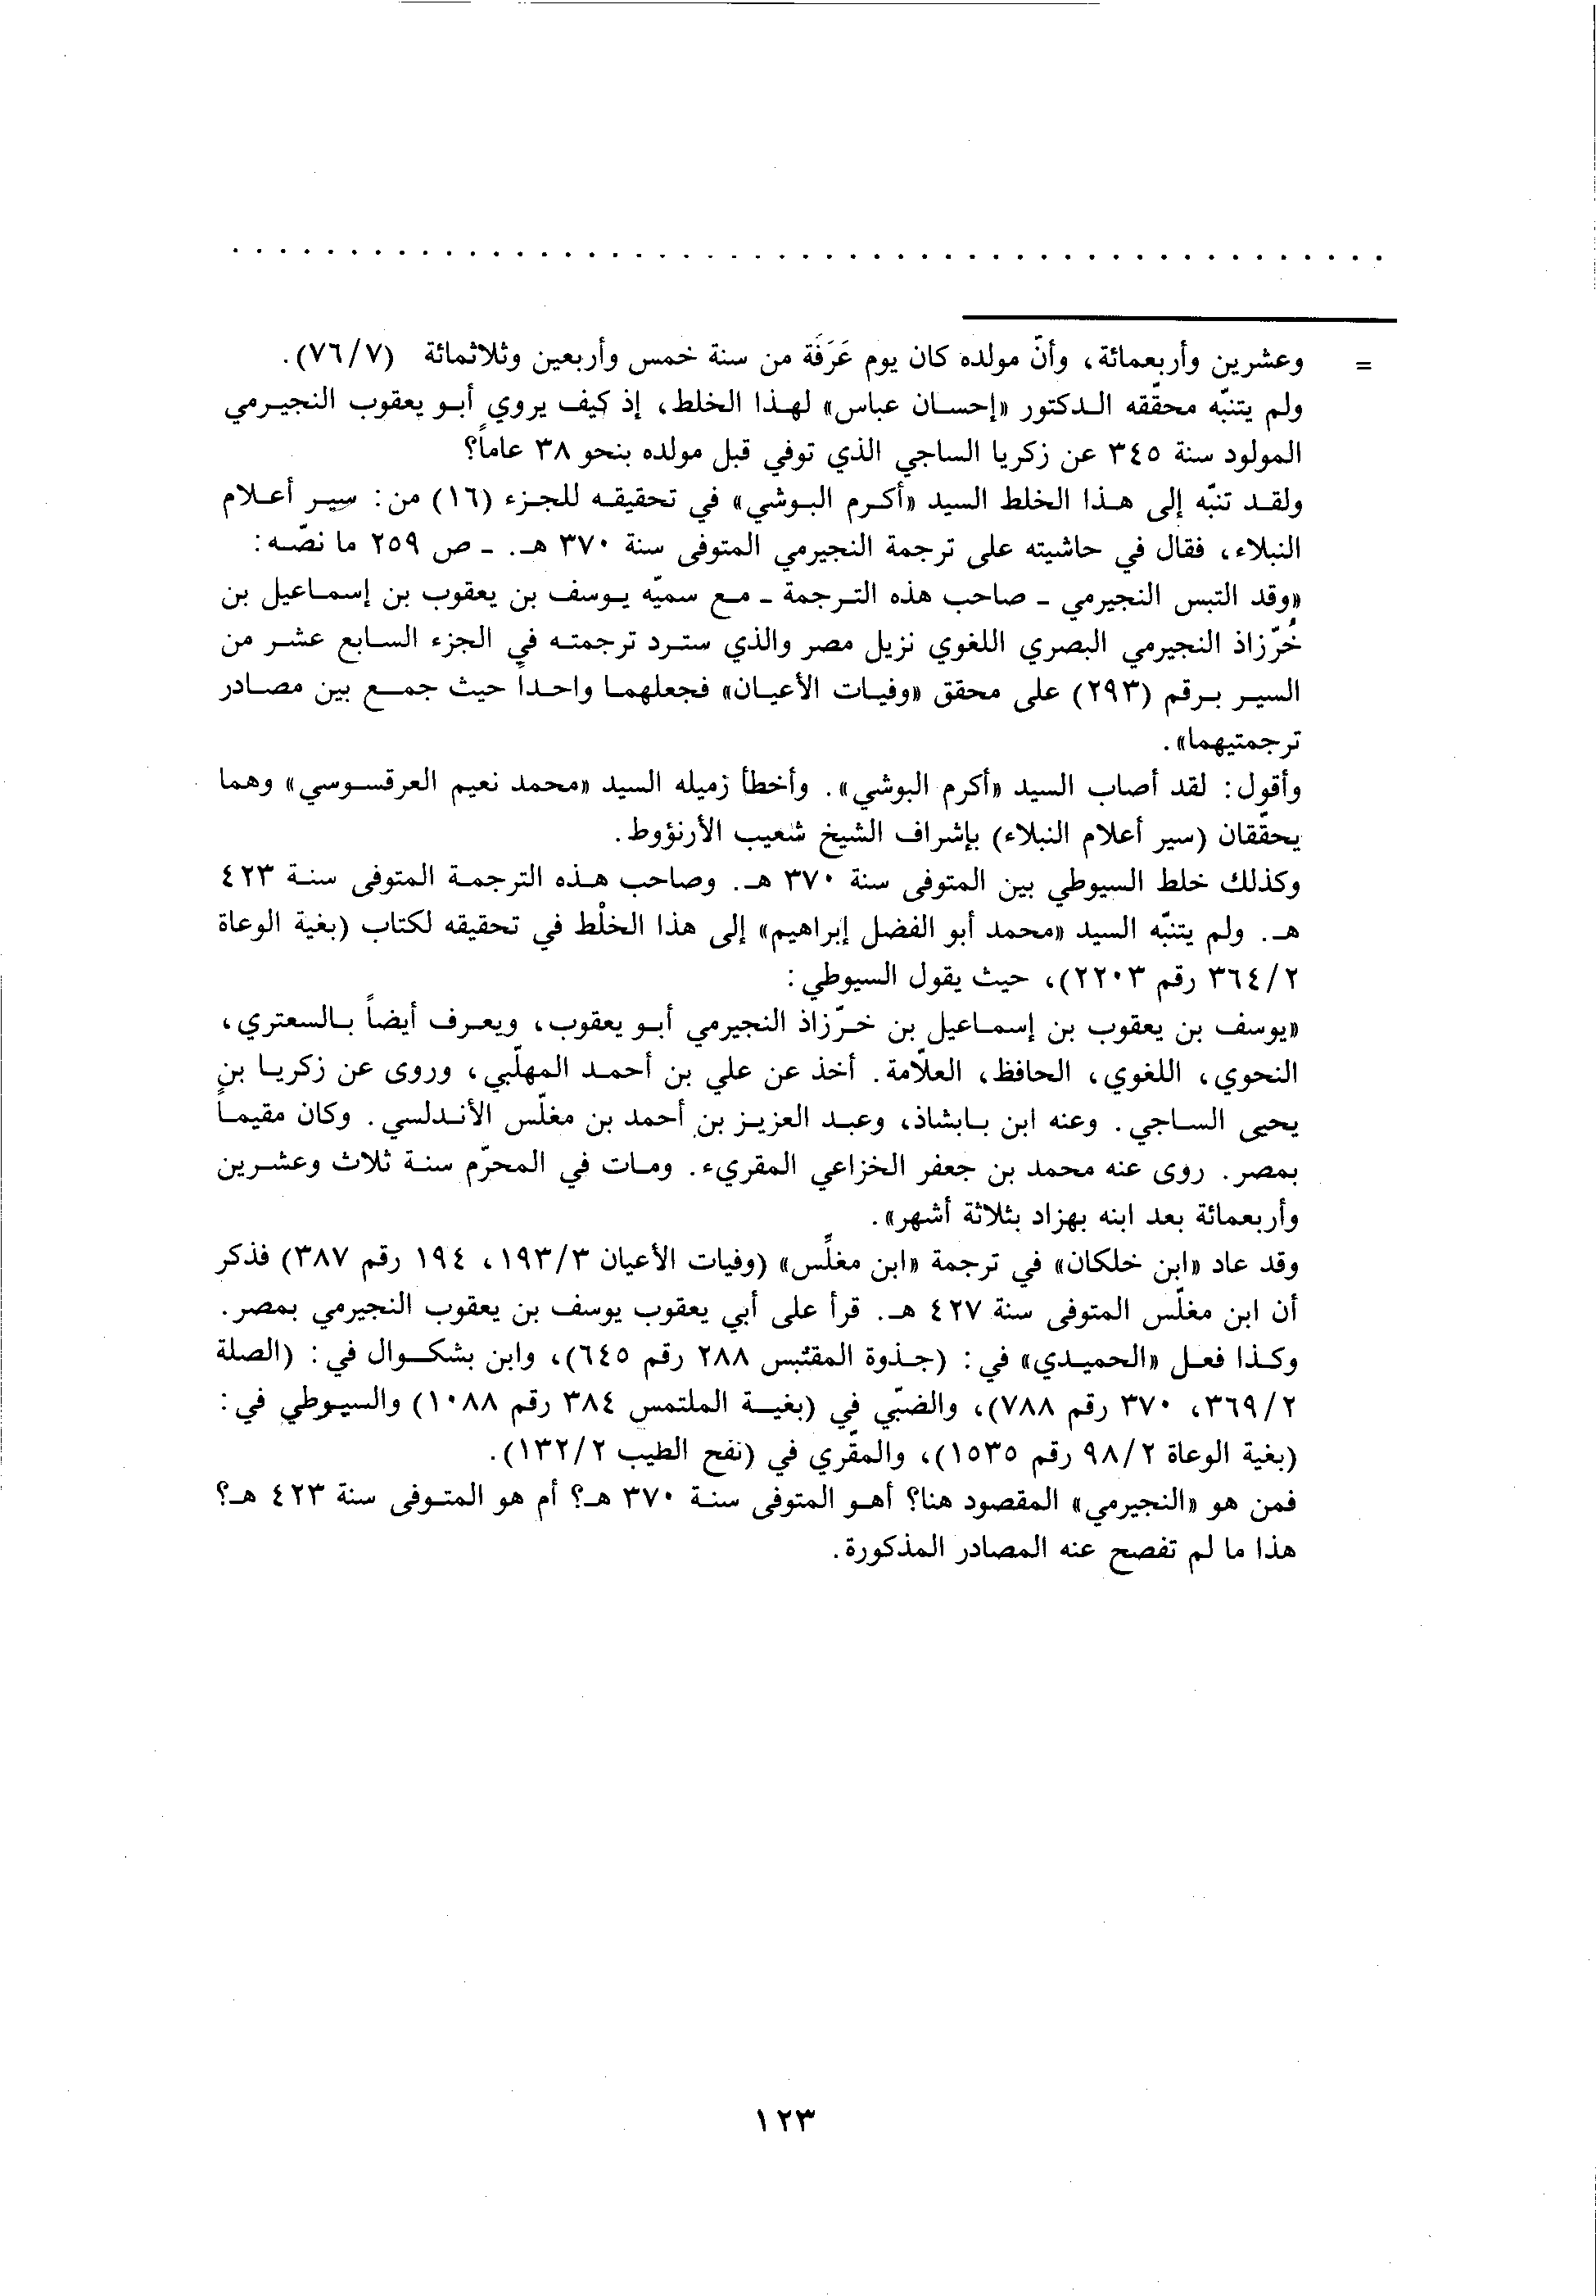 . . . . . . . . . . . . . . . . . . . . . . . . . . . . . . . . . . . . . . . . . . . . . . . . .
= وعشرين وأربعمائة، وأنّ مولده كان يوم عَرَفَة من سنة خمس وأربعين وثلاثمائة (٧٦/٧).
ولم يتنبّه محقّقه الدكتور «إحسان عباس» لهذا الخلط، إذ كيف يروي أبو يعقوب النجيرمي
المولود سنة ٣٤٥ عن زكريا الساجي الذي توفي قبل مولده بنحو ٣٨ عاماً؟
ولقد تنبّه إلى هذا الخلط السيد «أكرم البوشي» في تحقيقه للجزء (١٦) من: سير أعلام
النبلاء، فقال في حاشيته على ترجمة النجيرمي المتوفى سنة ٣٧٠ هـ. ـ ص ٢٥٩ ما نصّه:
«وقد التبس النجيرمي ـ صاحب هذه الترجمة ـ مع سميّه يوسف بن يعقوب بن إسماعيل بن
خُرّزاذ النجيرمي البصري اللغوي نزيل مصر والذي سترد ترجمته في الجزء السابع عشر من
السير برقم (٢٩٣) على محقق «وفيات الأعيان» فجعلهما واحداً حيث جمع بين مصادر
ترجمتيهما».
وأقول: لقد أصاب السيد «أكرم البوشي». وأخطأ زميله السيد «محمد نعيم العرقسوسي» وهما
يحقّقان (سير أعلام النبلاء) بإشراف الشيخ شعيب الأرنؤوط.
وكذلك خلط السيوطي بين المتوفى سنة ٣٧٠ هـ. وصاحب هذه الترجمة المتوفى سنة ٤٢٣
هـ. ولم يتنبّه السيد «محمد أبو الفضل إبراهيم» إلى هذا الخلْط في تحقيقه لكتاب (بغية الوعاة
٣٦٤/٢ رقم ٢٢٠٣)، حيث يقول السيوطي:
«يوسف بن يعقوب بن إسماعيل بن خرّزاذ النجيرمي أبو يعقوب، ويعرف أيضاً بالسعتري،
النحوي، اللغوي، الحافظ، العلاّمة. أخذ عن علي بن أحمد المهلّبي، وروى عن زكريا بن
يحيى الساجي. وعنه ابن بابشاذ، وعبد العزيز بن أحمد بن مغلّس الأندلسي. وكان مقيماً
بمصر. روى عنه محمد بن جعفر الخزاعي المقريء. ومات في المحرّم سنة ثلاث وعشرين
وأربعمائة بعد ابنه بهزاد بثلاثة أشهر».
وقد عاد «ابن خلكان» في ترجمة «ابن مغلّس» (وفيات الأعيان ١٩٣/٣، ١٩٤ رقم ٣٨٧) فذكر
أن ابن مغلّس المتوفى سنة ٤٢٧ هـ. قرأ على أبي يعقوب يوسف بن يعقوب النجيرمي بمصر.
وكذا فعل «الحميدي» في: (جذوة المقتبس ٢٨٨ رقم ٦٤٥)، وابن بشكوال في: (الصلة
٣٦٩/٢، ٣٧٠ رقم ٧٨٨)، والضبّي في (بغية الملتمس ٣٨٤ رقم ١٠٨٨) والسيوطي في:
(بغية الوعاة ٩٨/٢ رقم ١٥٣٥)، والمقّري في (نفح الطيب ١٣٢/٢).
فمن هو «النجيرمي» المقصود هنا؟ أهو المتوفى سنة ٣٧٠ هـ؟ أم هو المتوفى سنة ٤٢٣ هـ؟
هذا ما لم تفصح عنه المصادر المذكورة.
١٢٣